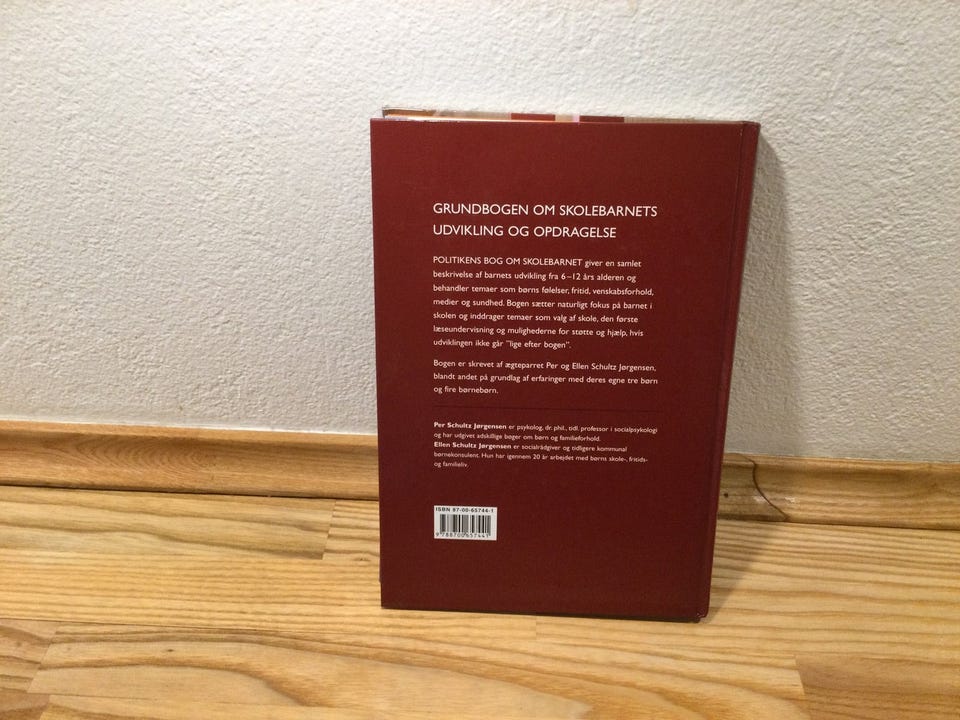 GRUNDBOGEN OM SKOLEBARNETS
UDVIKLING OG OPDRAGELSE
POLITIKENS BOG OM SKOLEBARNET giver en samlet
beskrivelse af barnets udvikling fra 6–12 års alderen og
behandler temaer som børns følelser, fritid, venskabsforhold,
medier og sundhed. Bogen sætter naturligt fokus på barnet i
skolen og inddrager temaer som valg af skole, den første
læseundervisning og mulighederne for støtte og hjælp, hvis
udviklingen ikke går "lige efter bogen".
Bogen er skrevet af ægteparret Per og Ellen Schultz Jørgensen,
blandt andet på grundlag af erfaringer med deres egne tre børn
og fire børnebørn.
Per Schultz Jørgensen er psykolog, dr. phil., tidl. professor i socialpsykologi
og har udgivet adskillige bøger om børn og familieforhold.
Ellen Schultz Jørgensen er socialrådgiver og tidligere kommunal
børnekonsulent. Hun har igennem 20 år arbejdet med børns skole-, fritids-
og familieliv.
ISBN 87-00-65744-1
9 788700 657441